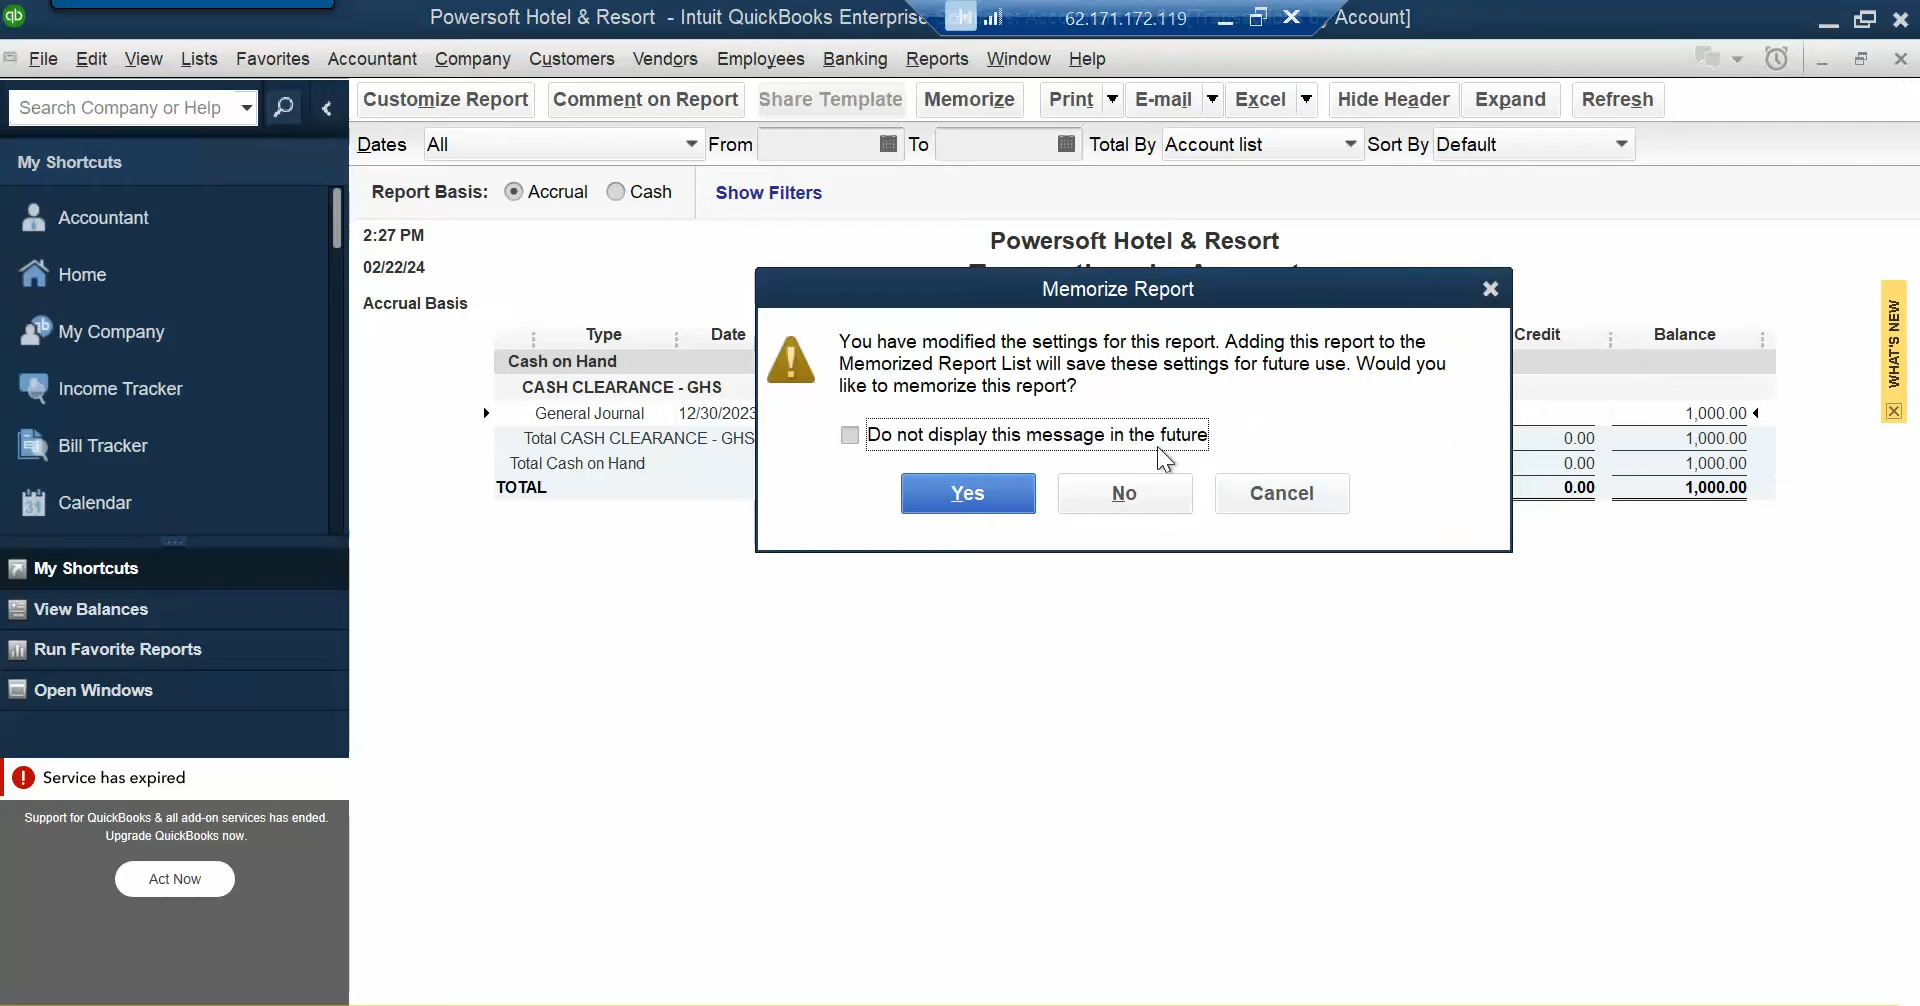 Powersoft Hotel & Resort - Intuit QuickBooks Enterprise
62.171.172.119
Account]
File Edit View Lists Favorites Accountant Company Customers Vendors Employees Banking Reports Window Help
Search Company or Help
Customize Report Comment on Report Share Template Memorize Print E-mail Excel Hide Header Expand Refresh
Dates All From To Total By Account list Sort By Default
My Shortcuts
Report Basis: Accrual Cash Show Filters
Accountant
Home
My Company
Income Tracker
Bill Tracker
31
Calendar
My Shortcuts
View Balances
Run Favorite Reports
Open Windows
Service has expired
Support for QuickBooks & all add-on services has ended.
Upgrade QuickBooks now.
Act Now
2:27 PM
02/22/24
Accrual Basis
Powersoft Hotel & Resort
Type Date Credit Balance
Cash on Hand
CASH CLEARANCE - GHS
General Journal 12/30/2023 1,000.00
Total CASH CLEARANCE - GHS 0.00 1,000.00
Total Cash on Hand 0.00 1,000.00
TOTAL 0.00 1,000.00
Memorize Report
You have modified the settings for this report. Adding this report to the
Memorized Report List will save these settings for future use. Would you
like to memorize this report?
Do not display this message in the future
Yes No Cancel
WHAT'S NEW